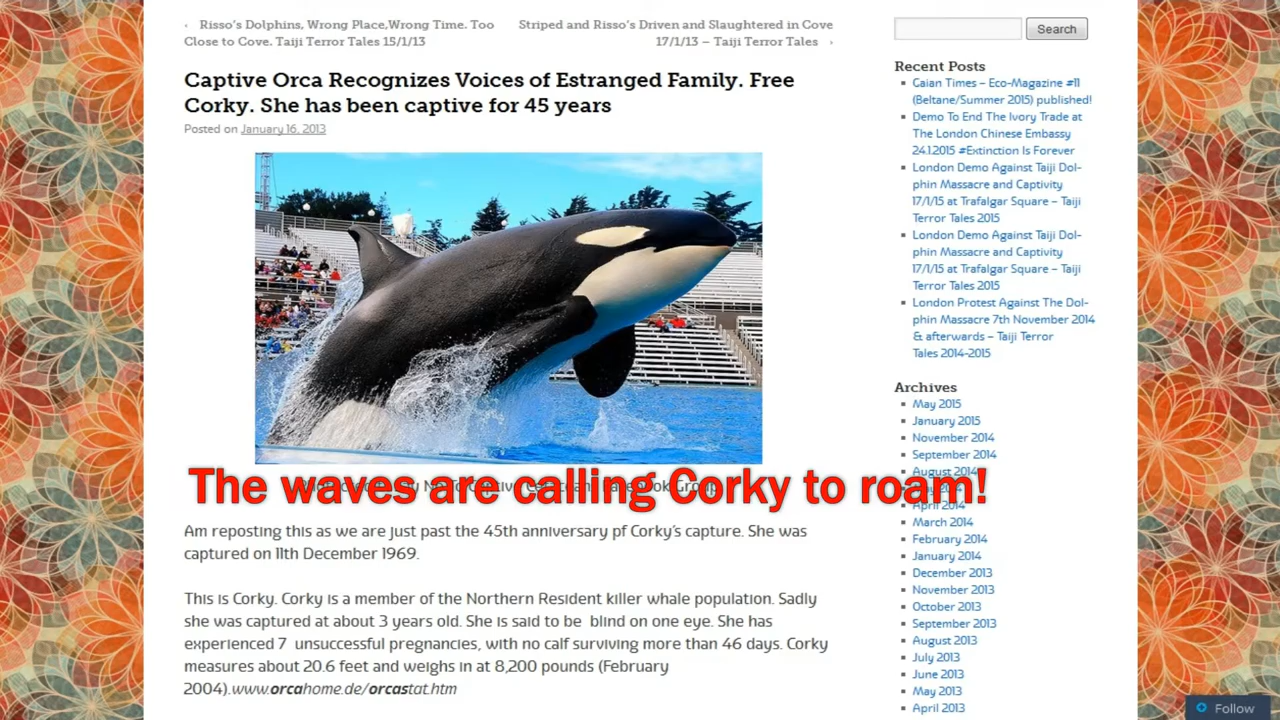 Risso's Dolphins, Wrong Place,Wrong Time. Too
Close to Cove. Taiji Terror Tales 15/1/13
Striped and Risso's Driven and Slaughtered in Cove
17/1/13 – Taiji Terror Tales
Captive Orca Recognizes Voices of Estranged Family. Free
Corky. She has been captive for 45 years
Posted on January 16, 2013
The waves are calling Corky to roam!
Am reporting this as we are just past the 45th anniversary pf Corky's capture. She was
captured on 11th December 1969.
This is Corky. Corky is a member of the Northern Resident killer whale population. Sadly
she was captured at about 3 years old. She is said to be blind on one eye. She has
experienced 7 unsuccessful pregnancies, with no calf surviving more than 46 days. Corky
measures about 20.6 feet and weighs in at 8,200 pounds (February
2004).www.orcahome.de/orcastat.htm
Search
Recent Posts
Caian Times – Eco-Magazine #11
(Beltane/Summer 2015) published!
Demo To End The Ivory Trade at
The London Chinese Embassy
24.1.2015 #Extinction Is Forever
London Demo Against Taiji Dol-
phin Massacre and Captivity
17/1/15 at Trafalgar Square – Taiji
Terror Tales 2015
London Demo Against Taiji Dol-
phin Massacre and Captivity
17/1/15 at Trafalgar Square – Taiji
Terror Tales 2015
London Protest Against The Dol-
phin Massacre 7th November 2014
& afterwards – Taiji Terror
Tales 2014-2015
Archives
May 2015
January 2015
November 2014
September 2014
August 2014
April 2014
March 2014
February 2014
January 2014
December 2013
November 2013
October 2013
September 2013
August 2013
July 2013
June 2013
May 2013
April 2013
Follow